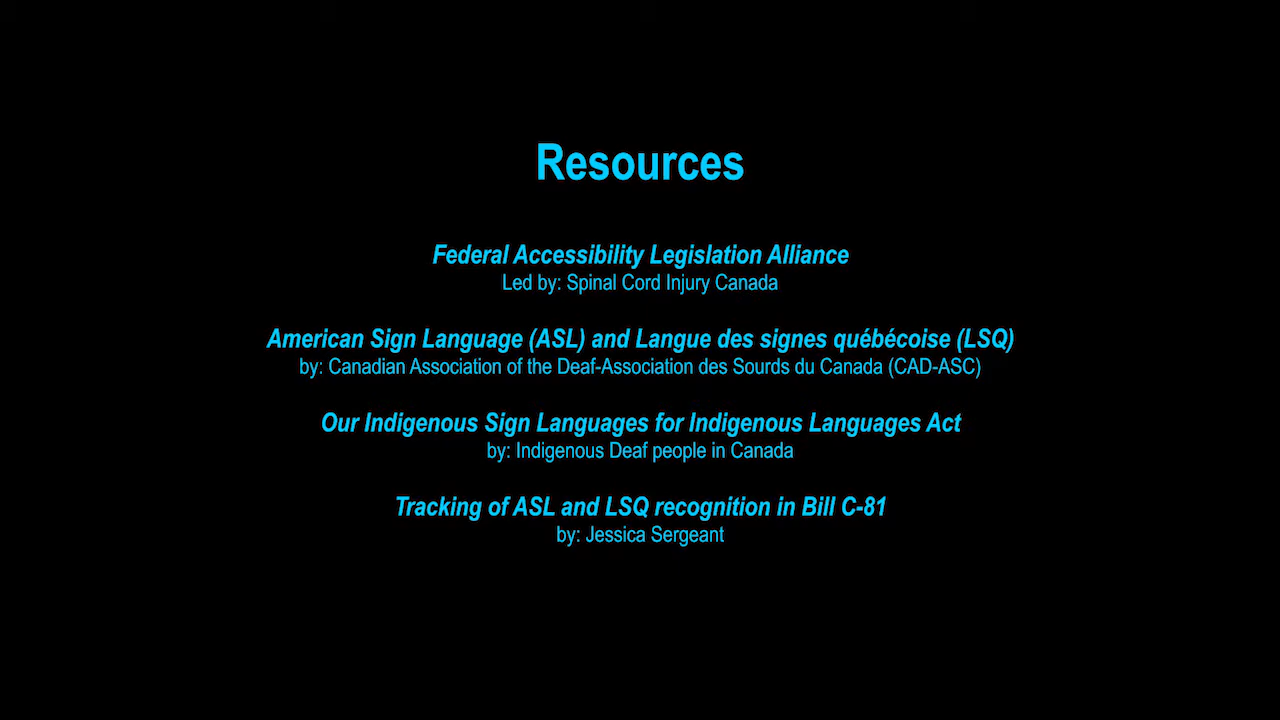 Resources
Federal Accessibility Legislation Alliance
Led by: Spinal Cord Injury Canada
American Sign Language (ASL) and Langue des signes québécoise (LSQ)
by: Canadian Association of the Deaf-Association des Sourds du Canada (CAD-ASC)
Our Indigenous Sign Languages for Indigenous Languages Act
by: Indigenous Deaf people in Canada
Tracking of ASL and LSQ recognition in Bill C-81
by: Jessica Sergeant